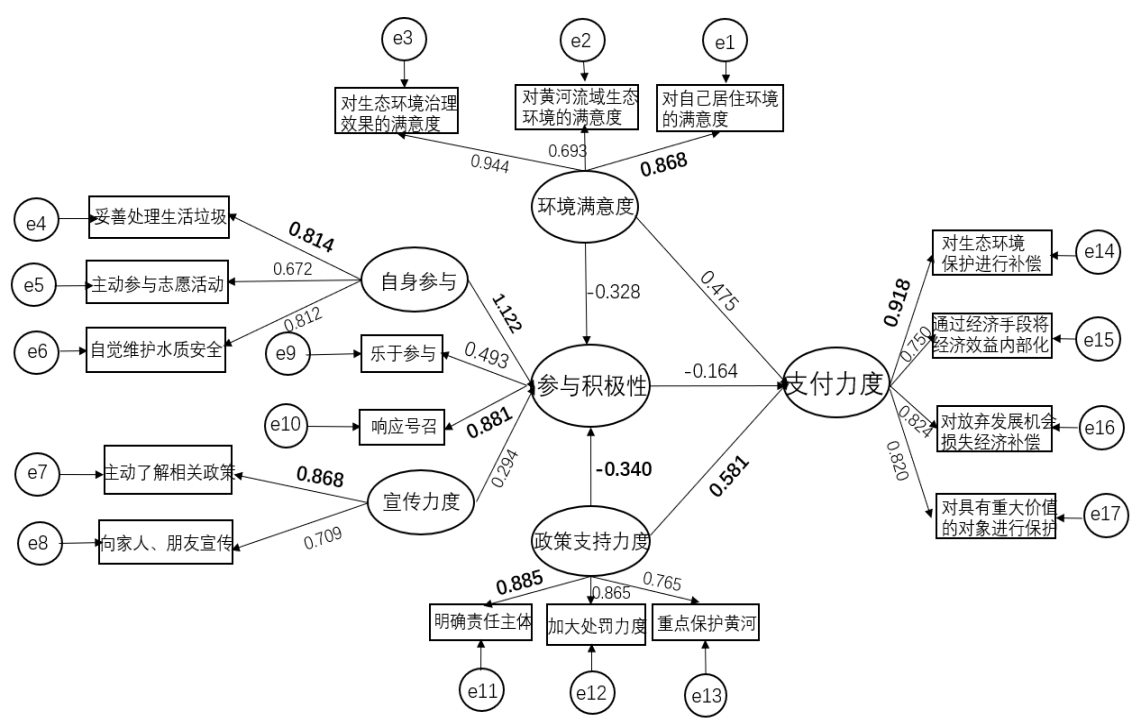 e3
e2
e1
对生态环境治理
效果的满意度
对黄河流域生态
环境的满意度
对自己居住环境
的满意度
0.944
0.693
0.868
环境满意度
e4
妥善处理生活垃圾
0.814
e5
主动参与志愿活动
0.672
自身参与
e6
自觉维护水质安全
0.812
1.122
-0.328
0.475
e9
乐于参与
0.493
e10
响应号召
0.881
参与积极性
-0.164
支付力度
0.918
对生态环境
保护进行补偿
e14
0.750
通过经济手段将
经济效益内部化
e15
0.824
对放弃发展机会
损失经济补偿
e16
0.820
对具有重大价值
的对象进行保护
e17
e7
主动了解相关政策
0.868
宣传力度
0.294
e8
向家人、朋友宣传
0.709
-0.340
0.581
政策支持力度
0.885
0.865
0.765
明确责任主体
加大处罚力度
重点保护黄河
e11
e12
e13